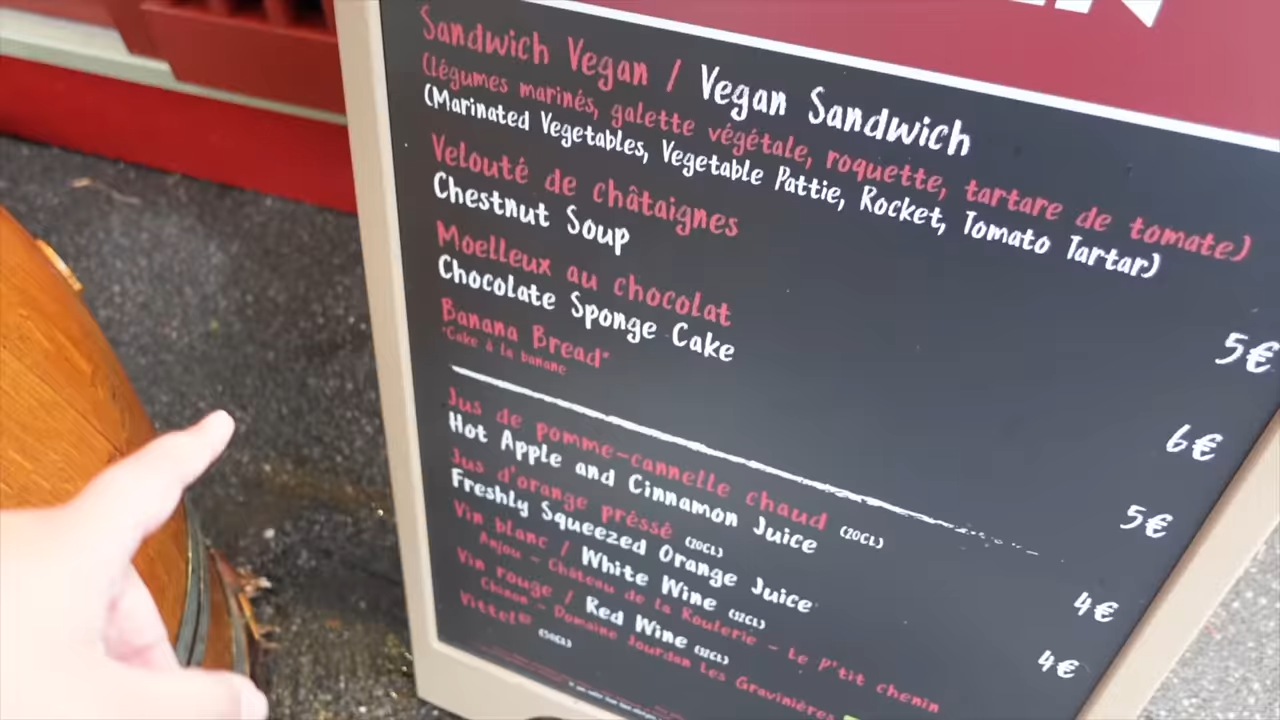 Sandwich Vegan / Vegan Sandwich
(légumes marinés, galette végétale, roquette, tartare de tomate)
(Marinated Vegetables, Vegetable Pattie, Rocket, Tomato Tartar)
5€
Velouté de châtaignes
Chestnut Soup
6€
Moelleux au chocolat
Chocolate Sponge Cake
5€
Banana Bread*
*Cake à la banane
4€
Jus de pomme-cannelle chaud (20CL)
Hot Apple and Cinnamon Juice
4€
Jus d'orange préssé (20CL)
Freshly Squeezed Orange Juice
Vin blanc / White Wine (12CL)
Anjou - Château de la Roulerie - Le P'tit chenin
Vin rouge / Red Wine (12CL)
Chinon - Domaine Jourdan Les Gravinières
Vittel® (50CL)